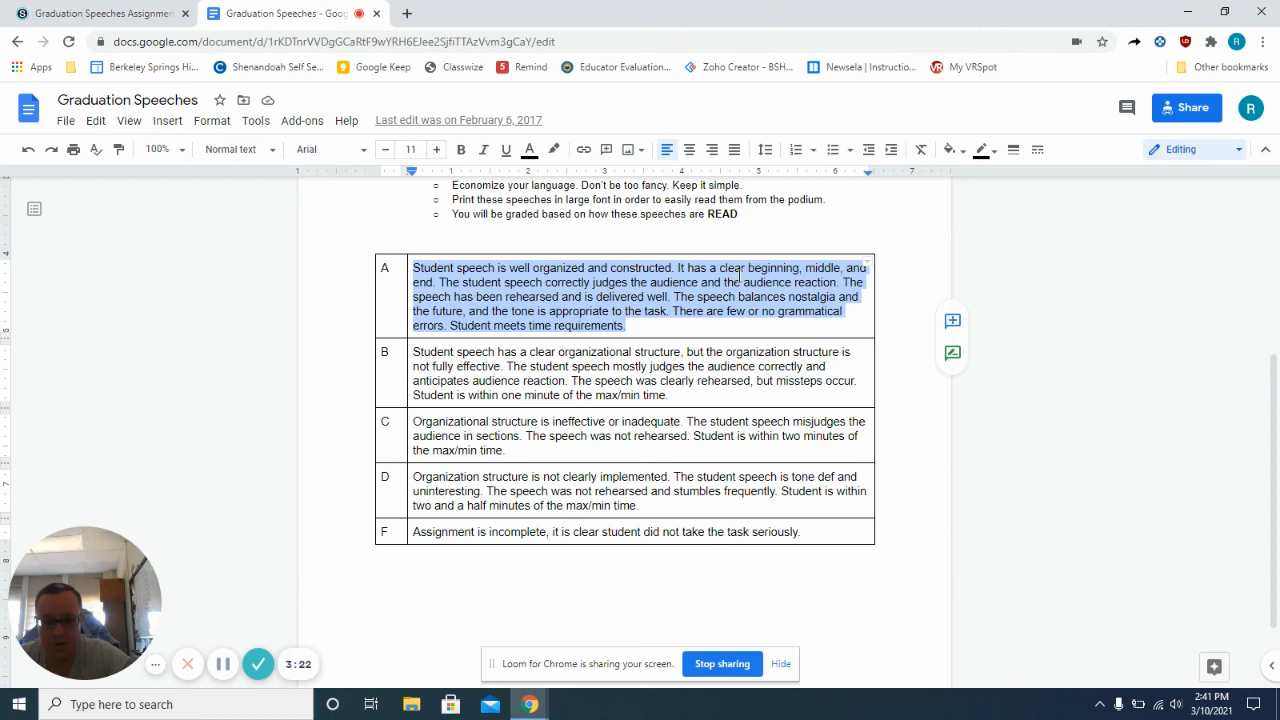 Graduation Speeches Assignment
Graduation Speeches - Goog
docs.google.com/document/d/1rKDTnrVVDgGCaRtF9wYRH6EJee2SjfiTTAzVvm3gCaY/edit
Apps
Berkeley Springs Hi...
Shenandoah Self Se...
Google Keep
Classwize
Remind
Educator Evaluation...
Zoho Creator - BSH...
Newsela | Instructio...
My VRSpot
Other bookmarks
Graduation Speeches
File Edit View Insert Format Tools Add-ons Help Last edit was on February 6, 2017
Share
R
100% Normal text Arial 11 B I U A Editing
1 1 2 3 4 5 6 7
Economize your language. Don't be too fancy. Keep it simple.
Print these speeches in large font in order to easily read them from the podium.
You will be graded based on how these speeches are READ
A
Student speech is well organized and constructed. It has a clear beginning, middle, and
end. The student speech correctly judges the audience and the audience reaction. The
speech has been rehearsed and is delivered well. The speech balances nostalgia and
the future, and the tone is appropriate to the task. There are few or no grammatical
errors. Student meets time requirements.
B
Student speech has a clear organizational structure, but the organization structure is
not fully effective. The student speech mostly judges the audience correctly and
anticipates audience reaction. The speech was clearly rehearsed, but missteps occur.
Student is within one minute of the max/min time.
C
Organizational structure is ineffective or inadequate. The student speech misjudges the
audience in sections. The speech was not rehearsed. Student is within two minutes of
the max/min time.
D
Organization structure is not clearly implemented. The student speech is tone def and
uninteresting. The speech was not rehearsed and stumbles frequently. Student is within
two and a half minutes of the max/min time.
F
Assignment is incomplete, it is clear student did not take the task seriously.
3:22
Loom for Chrome is sharing your screen.
Stop sharing
Hide
Type here to search
2:41 PM
3/10/2021